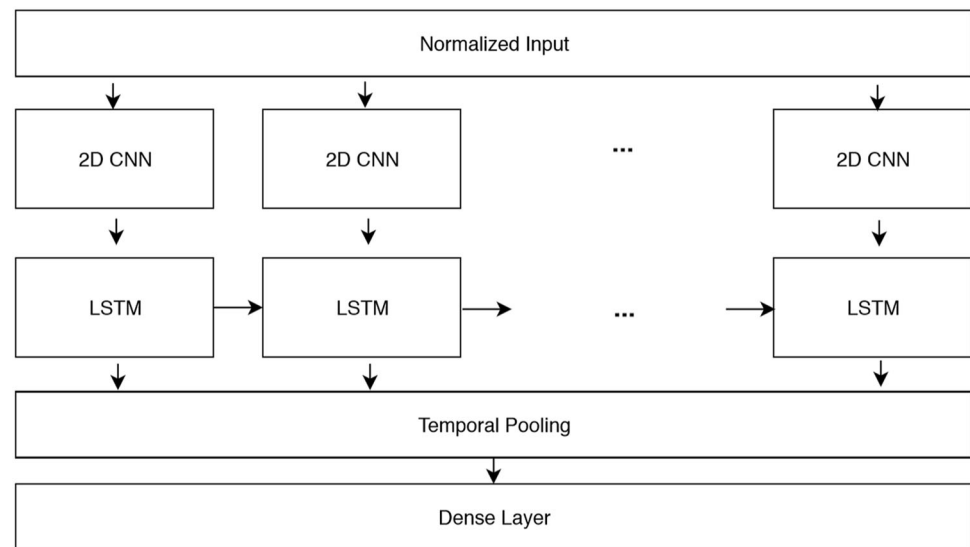 Normalized Input
2D CNN 2D CNN ... 2D CNN
LSTM LSTM ... LSTM
Temporal Pooling
Dense Layer